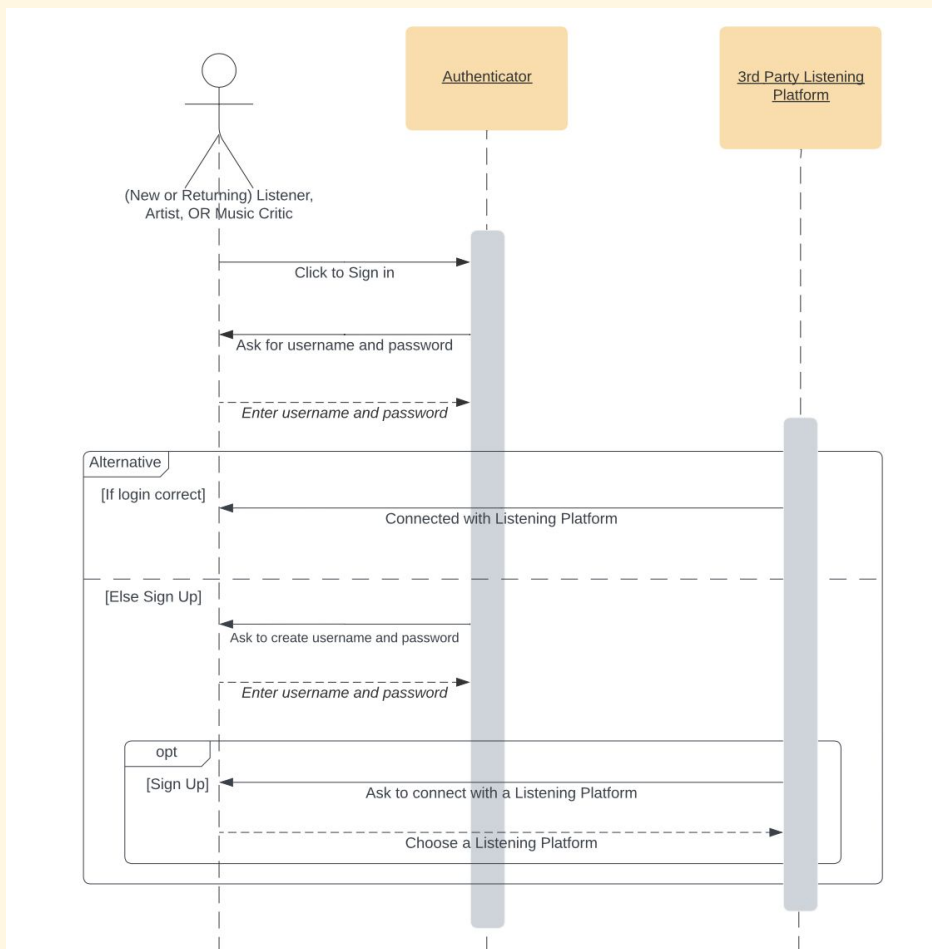 Authenticator
3rd Party Listening
Platform
(New or Returning) Listener,
Artist, OR Music Critic
Click to Sign in
Ask for username and password
Enter username and password
Alternative
[If login correct]
Connected with Listening Platform
[Else Sign Up]
Ask to create username and password
Enter username and password
opt
[Sign Up]
Ask to connect with a Listening Platform
Choose a Listening Platform